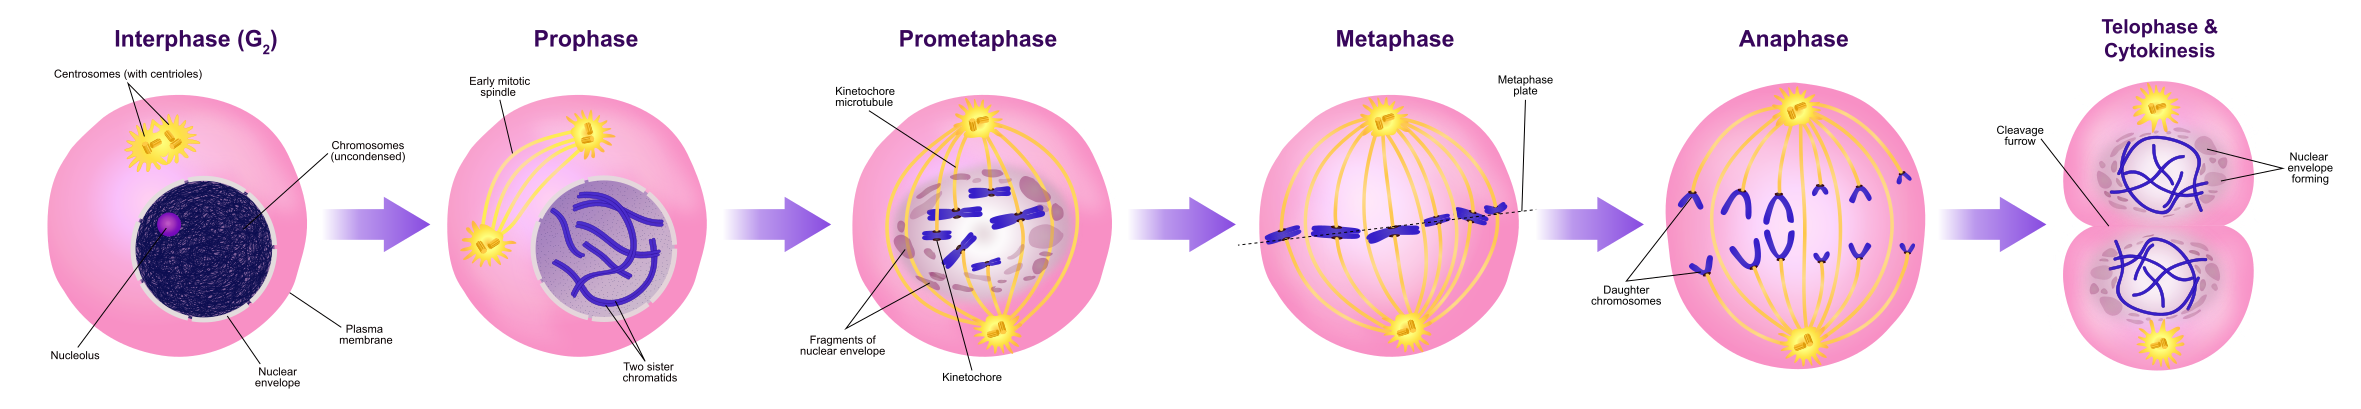 Interphase (G2)
Centrosomes (with centrioles)
Chromosomes
(uncondensed)
Nucleolus
Plasma
membrane
Nuclear
envelope
Prophase
Early mitotic
spindle
Two sister
chromatids
Prometaphase
Kinetochore
microtubule
Fragments of
nuclear envelope
Kinetochore
Metaphase
Metaphase
plate
Anaphase
Daughter
chromosomes
Telophase &
Cytokinesis
Cleavage
furrow
Nuclear
envelope
forming